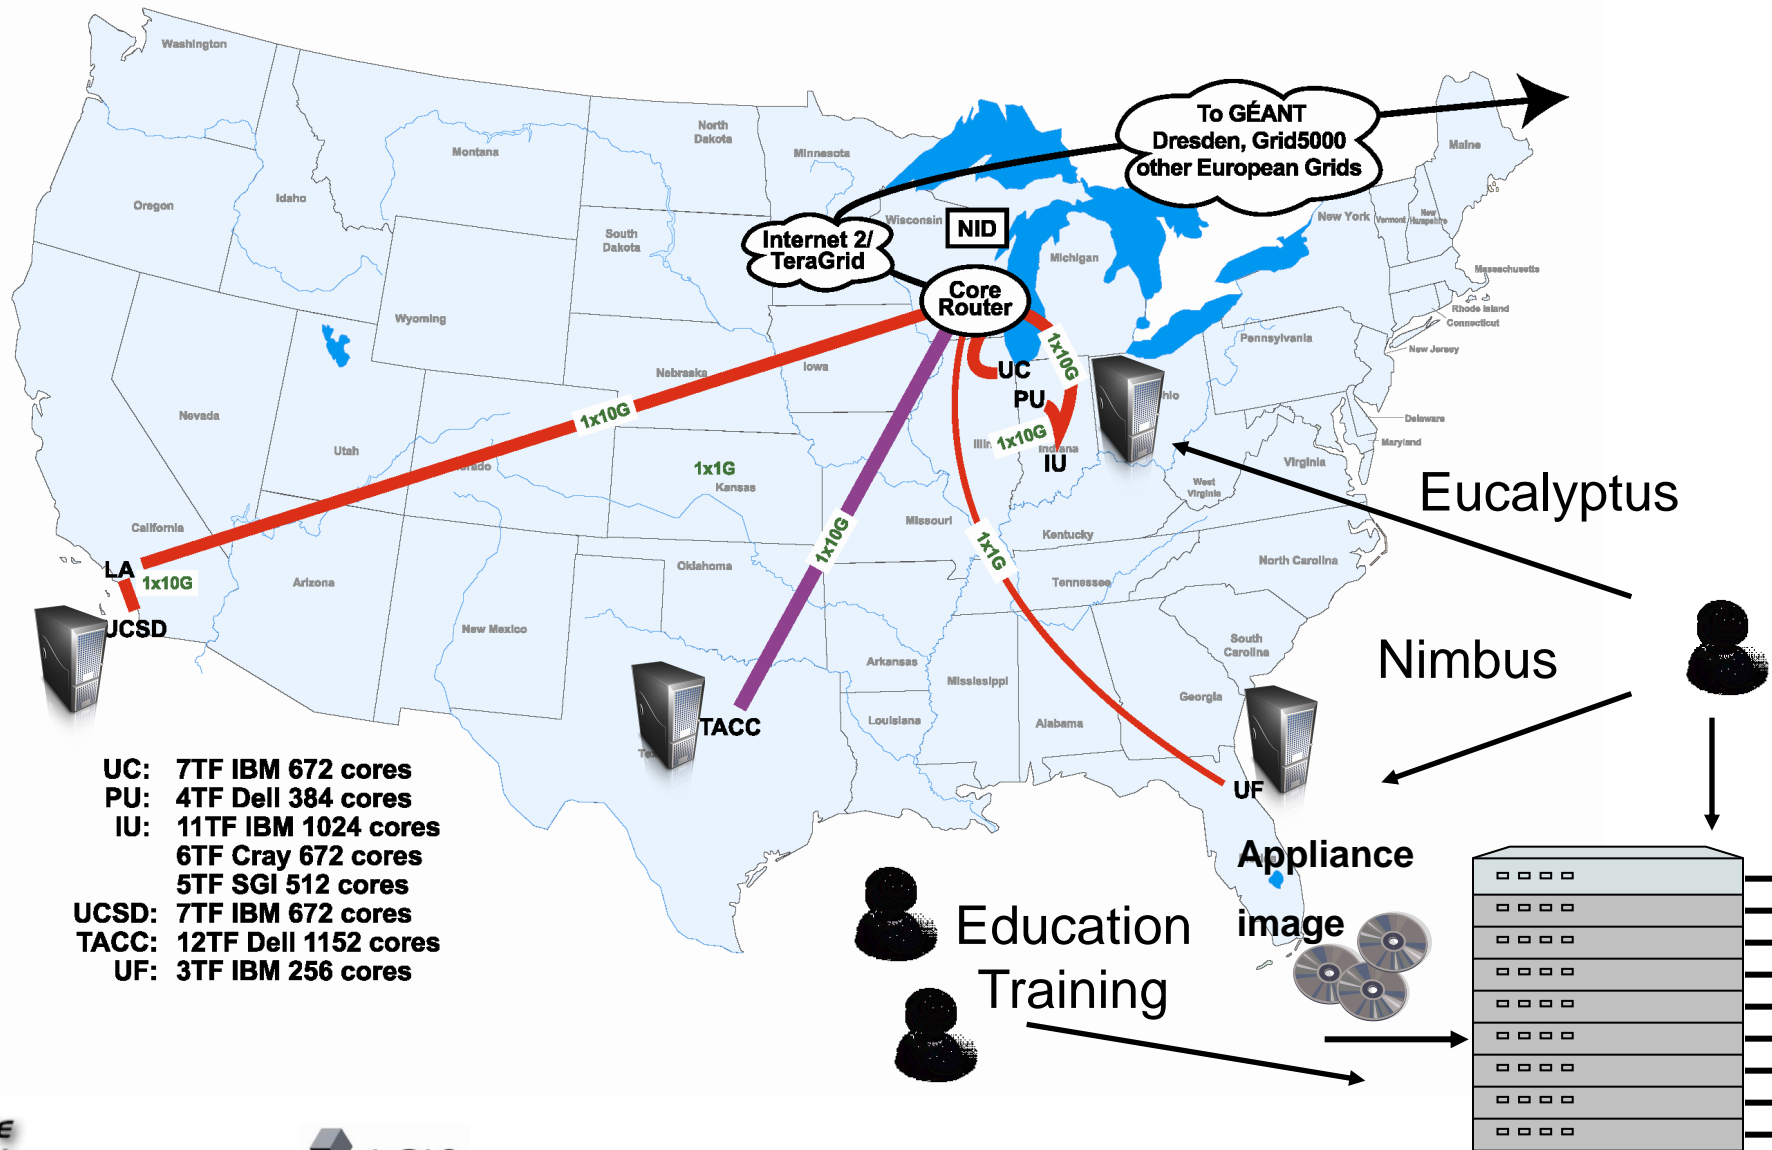 Washington
Montana
North
Dakota
Minnesota
Oregon
Idaho
South
Dakota
Wisconsin
NID
Michigan
To GÉANT
Dresden, Grid5000
other European Grids
Maine
New York
Vermont
New
Hampshire
Massachusetts
Rhode Island
Connecticut
New Jersey
Internet 2/
TeraGrid
Core
Router
Wyoming
Nebraska
Iowa
Pennsylvania
1x10G
UC
PU
1x10G
IU
Indiana
Delaware
Maryland
Nevada
Utah
1x10G
1x1G
Kansas
Missouri
West
Virginia
Virginia
Kentucky
Eucalyptus
California
1x10G
1x1G
LA
1x10G
UCSD
Arizona
New Mexico
Oklahoma
Tennessee
North Carolina
South
Carolina
Arkansas
Mississippi
Alabama
Georgia
Louisiana
Nimbus
TACC
UF
UC: 7TF IBM 672 cores
PU: 4TF Dell 384 cores
IU: 11TF IBM 1024 cores
6TF Cray 672 cores
5TF SGI 512 cores
UCSD: 7TF IBM 672 cores
TACC: 12TF Dell 1152 cores
UF: 3TF IBM 256 cores
Appliance
image
Education
Training